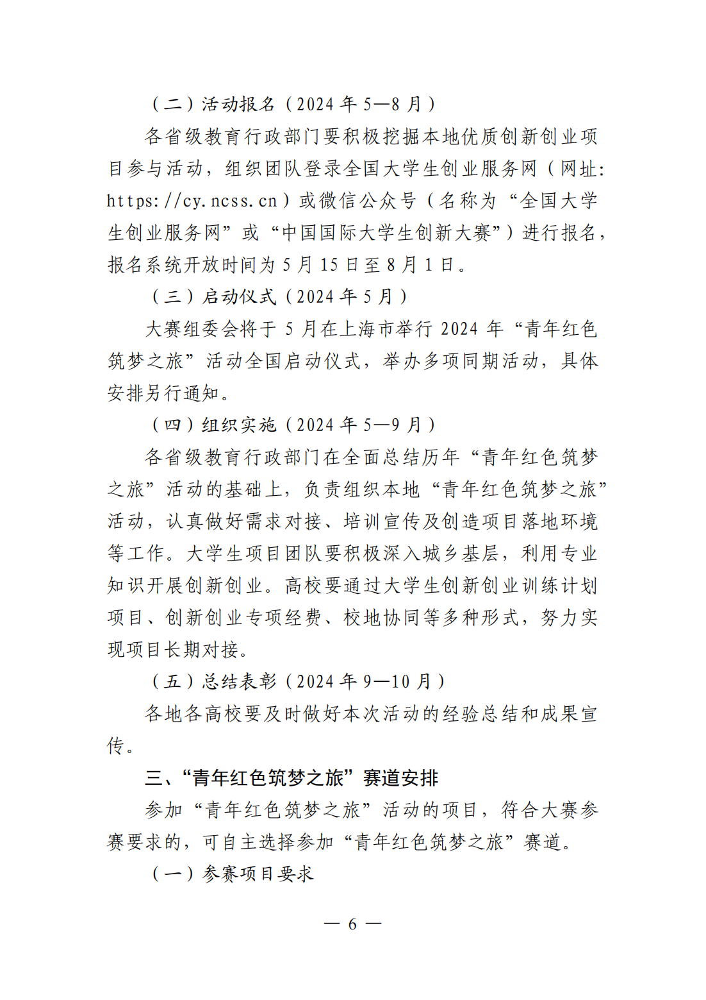 （二）活动报名（2024 年 5—8 月）
各省级教育行政部门要积极挖掘本地优质创新创业项
目参与活动，组织团队登录全国大学生创业服务网（网址：
https://cy.ncss.cn）或微信公众号（名称为“全国大学
生创业服务网”或“中国国际大学生创新大赛”）进行报名，
报名系统开放时间为 5 月 15 日至 8 月 1 日。
（三）启动仪式（2024 年 5 月）
大赛组委会将于 5 月在上海市举行 2024 年“青年红色
筑梦之旅”活动全国启动仪式，举办多项同期活动，具体
安排另行通知。
（四）组织实施（2024 年 5—9 月）
各省级教育行政部门在全面总结历年“青年红色筑梦
之旅”活动的基础上，负责组织本地“青年红色筑梦之旅”
活动，认真做好需求对接、培训宣传及创造项目落地环境
等工作。大学生项目团队要积极深入城乡基层，利用专业
知识开展创新创业。高校要通过大学生创新创业训练计划
项目、创新创业专项经费、校地协同等多种形式，努力实
现项目长期对接。
（五）总结表彰（2024 年 9—10 月）
各地各高校要及时做好本次活动的经验总结和成果宣
传。
三、“青年红色筑梦之旅”赛道安排
参加“青年红色筑梦之旅”活动的项目，符合大赛参
赛要求的，可自主选择参加“青年红色筑梦之旅”赛道。
（一）参赛项目要求
— 6 —